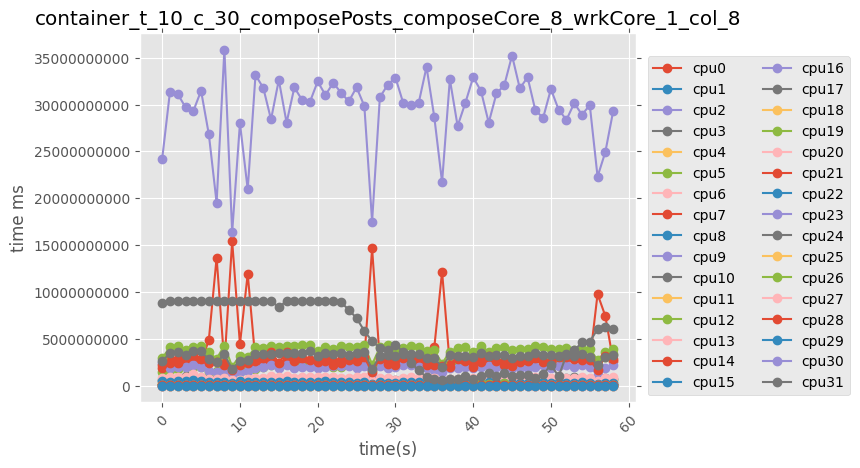 container_t_10_c_30_composePosts_composeCore_8_wrkCore_1_col_8
time ms
35000000000
30000000000
25000000000
20000000000
15000000000
10000000000
5000000000
0
0
10
20
30
40
50
60
time(s)
cpu0
cpu1
cpu2
cpu3
cpu4
cpu5
cpu6
cpu7
cpu8
cpu9
cpu10
cpu11
cpu12
cpu13
cpu14
cpu15
cpu16
cpu17
cpu18
cpu19
cpu20
cpu21
cpu22
cpu23
cpu24
cpu25
cpu26
cpu27
cpu28
cpu29
cpu30
cpu31